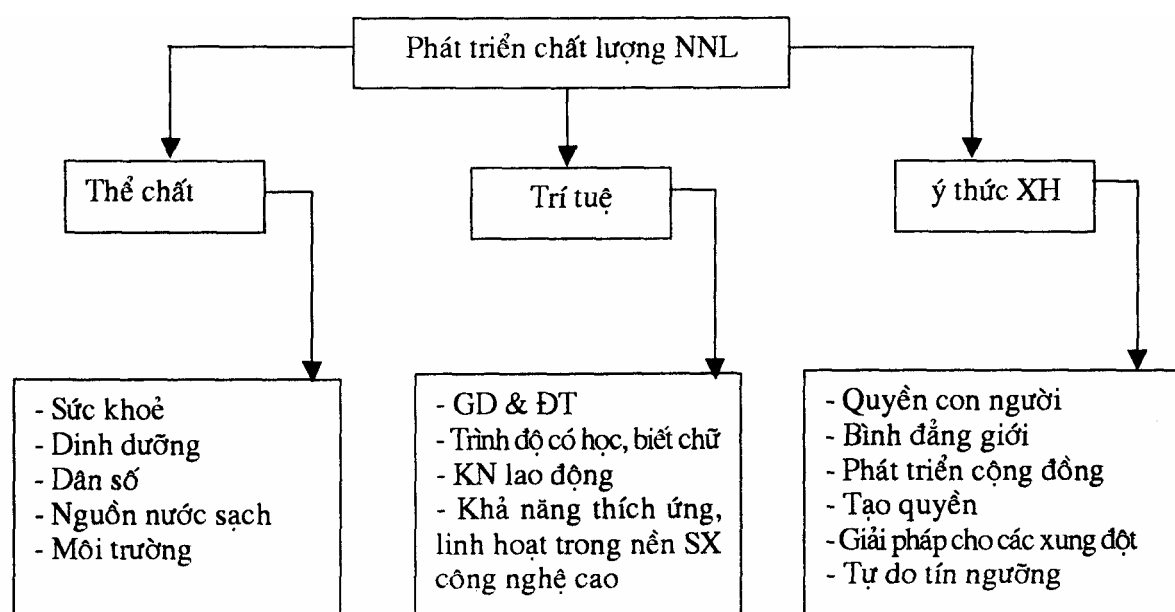 Phát triển chất lượng NNL
Thể chất
Trí tuệ
ý thức XH
- Sức khoẻ
- Dinh dưỡng
- Dân số
- Nguồn nước sạch
- Môi trường
- GD & ĐT
- Trình độ có học, biết chữ
- KN lao động
- Khả năng thích ứng,
linh hoạt trong nền SX
công nghệ cao
- Quyền con người
- Bình đẳng giới
- Phát triển cộng đồng
- Tạo quyền
- Giải pháp cho các xung đột
- Tự do tín ngưỡng